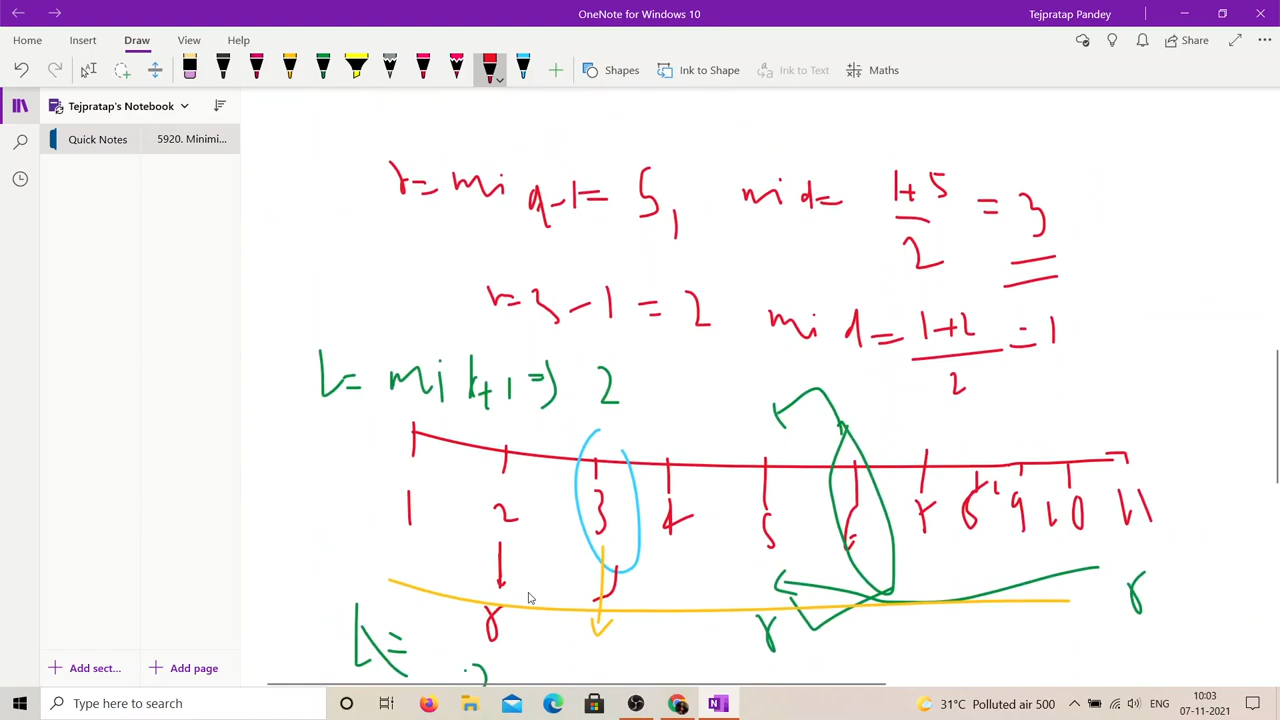 OneNote for Windows 10
Tejpratap Pandey
Home Insert Draw View Help
Share
Shapes Ink to Shape Ink to Text Maths
Tejpratap's Notebook
Quick Notes
5920. Minimi...
r= mi d-1= 5, mid= 1+5 / 2 = 3
r= 3-1 = 2 mid= 1+2 / 2 = 1
l= mid+1 => 2
1 2 3 4 5 6 7 8 9 10 11
r
r
r
l=
Add sect...
Add page
Type here to search
31°C Polluted air 500
ENG
10:03
07-11-2021